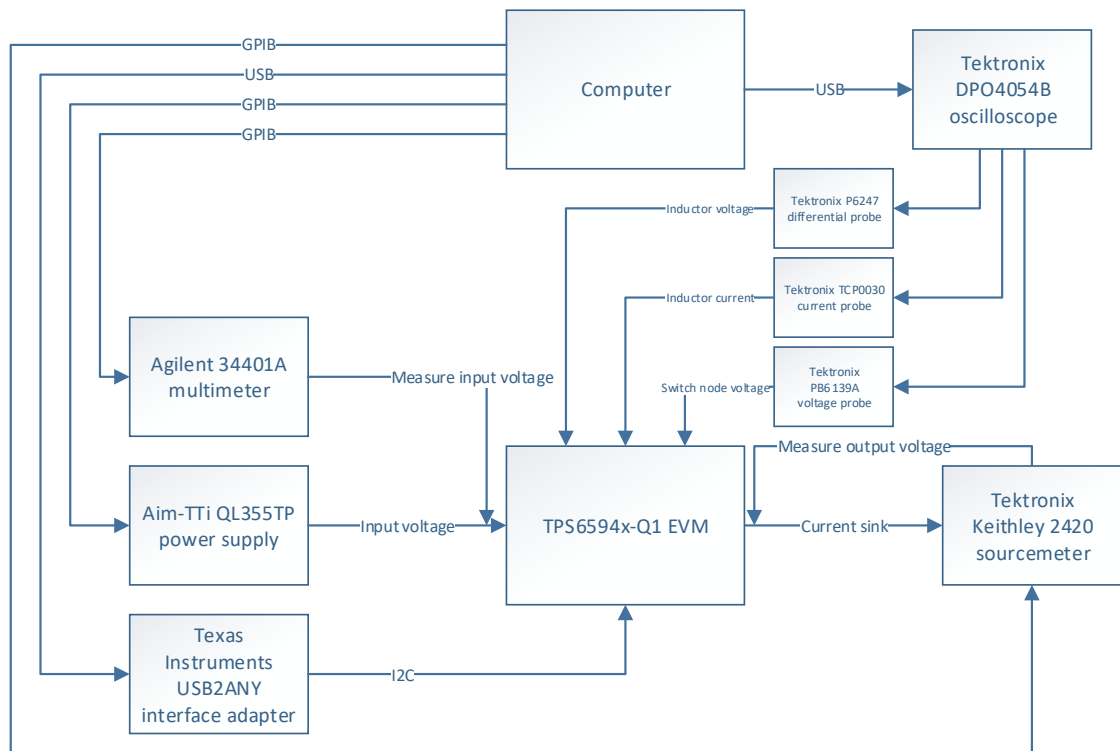 GPIB
USB
GPIB
GPIB
Computer
USB
Tektronix
DPO4054B
oscilloscope
Inductor voltage
Tektronix P6247
differential probe
Inductor current
Tektronix TCP0030
current probe
Switch node voltage
Tektronix
PB6139A
voltage probe
Agilent 34401A
multimeter
Measure input voltage
Measure output voltage
Aim-TTi QL355TP
power supply
Input voltage
TPS6594x-Q1 EVM
Current sink
Tektronix
Keithley 2420
sourcemeter
Texas
Instruments
USB2ANY
interface adapter
I2C